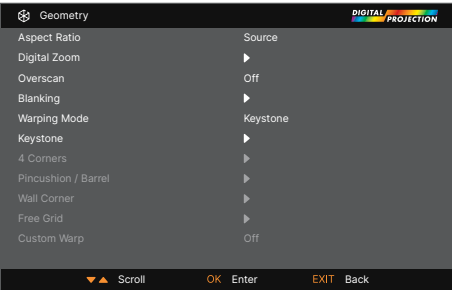 Geometry
DIGITAL
PROJECTION
Aspect Ratio Source
Digital Zoom
Overscan Off
Blanking
Warping Mode Keystone
Keystone
4 Corners
Pincushion / Barrel
Wall Corner
Free Grid
Custom Warp Off
Scroll OK Enter EXIT Back